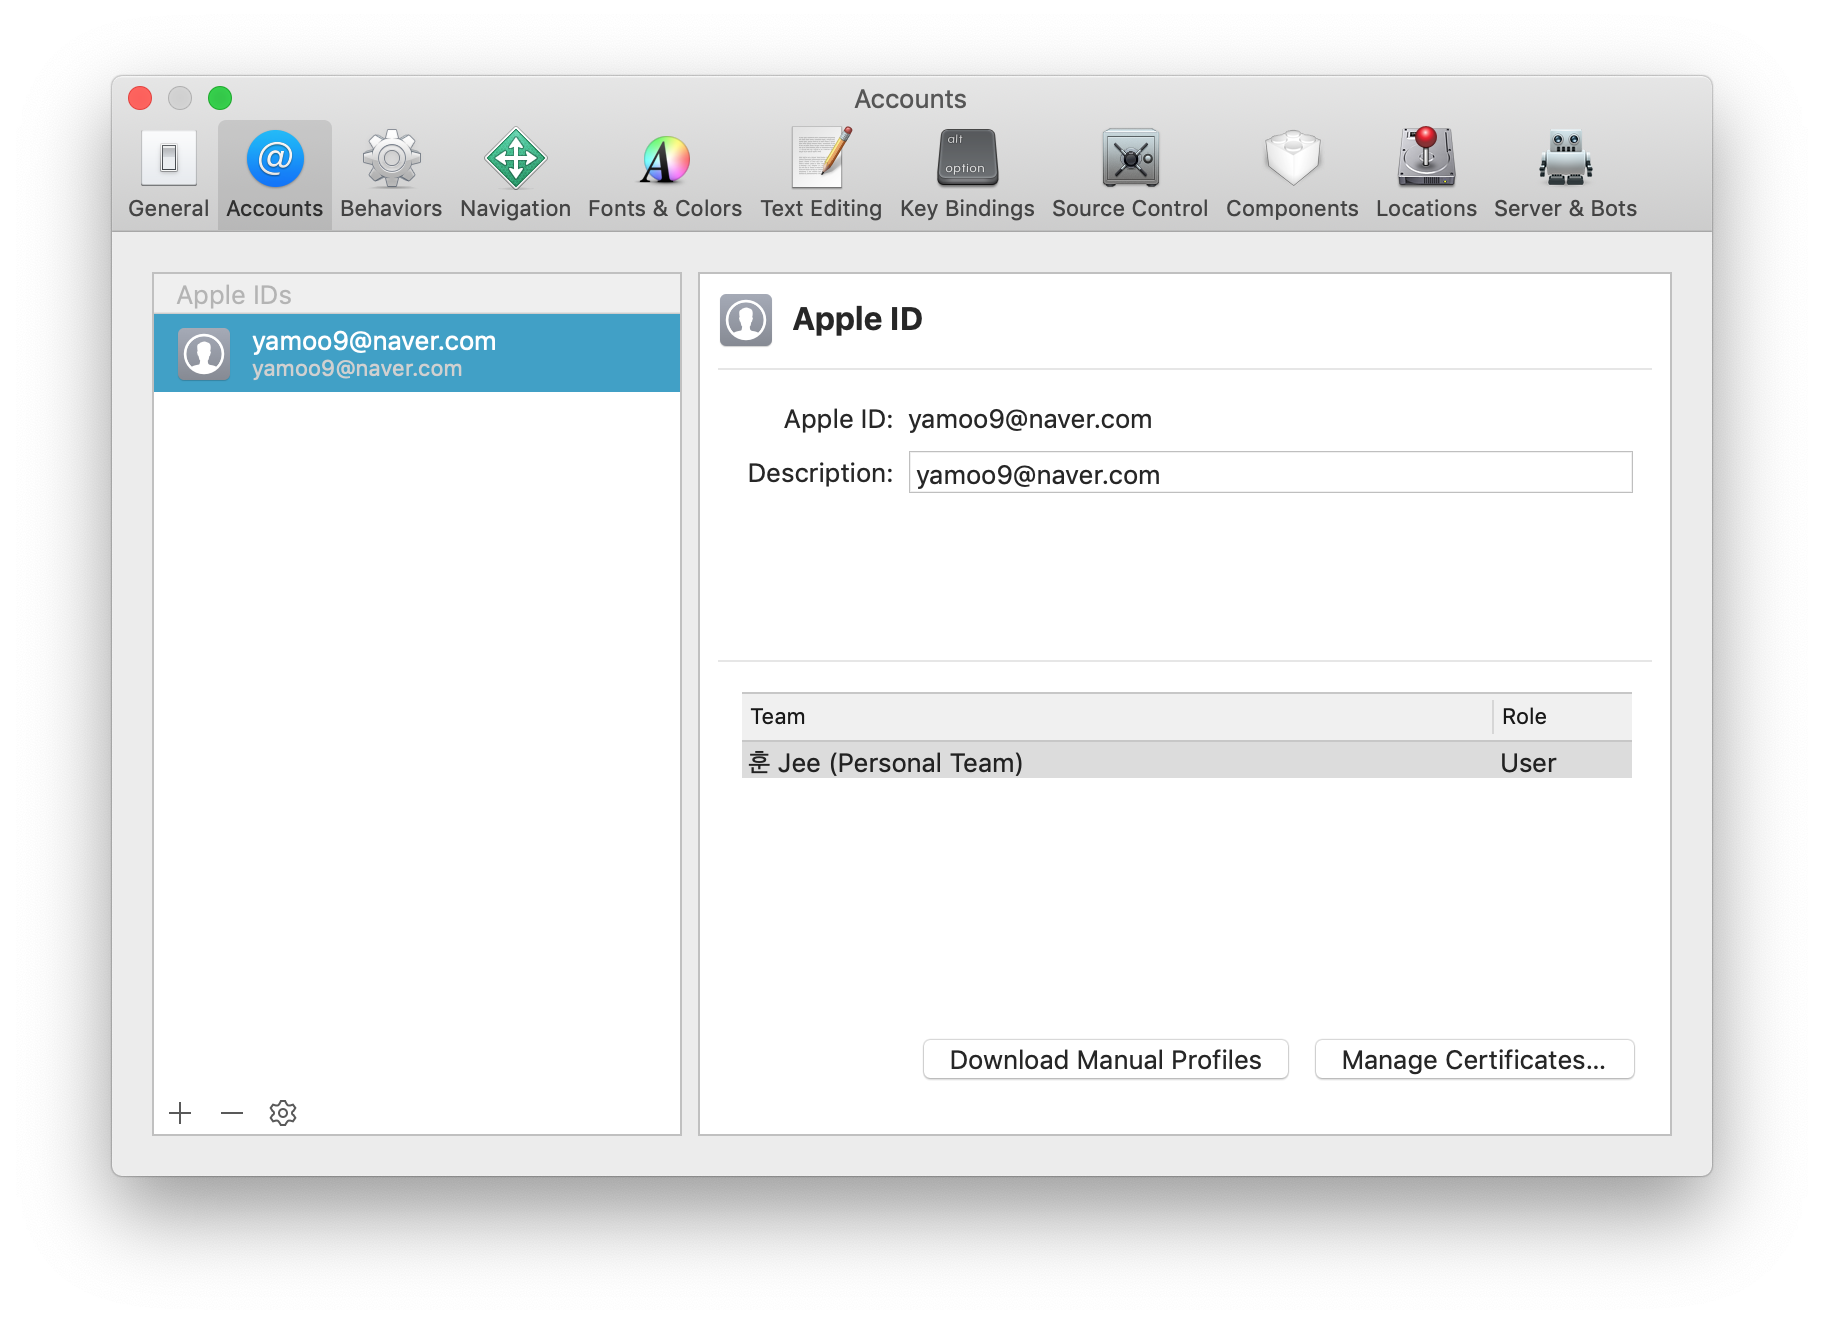 Accounts
General
@
Accounts
Behaviors
Navigation
A
Fonts & Colors
Text Editing
alt
option
Key Bindings
Source Control
Components
Locations
Server & Bots
Apple IDs
yamoo9@naver.com
yamoo9@naver.com
Apple ID
Apple ID: yamoo9@naver.com
Description: yamoo9@naver.com
Team Role
훈 Jee (Personal Team) User
Download Manual Profiles Manage Certificates...